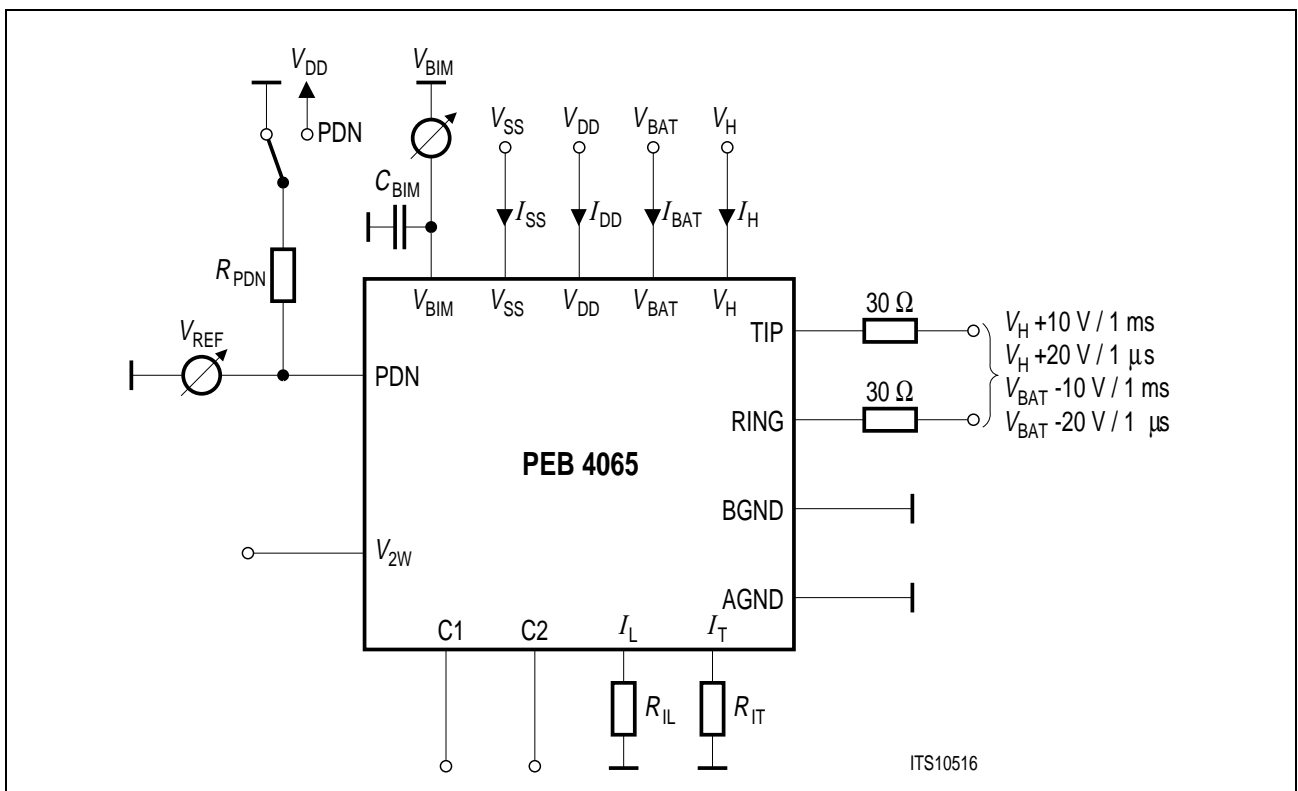 VDD
VBIM
PDN
VSS
VDD
VBAT
VH
CBIM
ISS
IDD
IBAT
IH
RPDN
VBIM
VSS
VDD
VBAT
VH
30 Ω
TIP
VH +10 V / 1 ms
VH +20 V / 1 μs
VBAT -10 V / 1 ms
VBAT -20 V / 1 μs
VREF
PDN
30 Ω
RING
PEB 4065
BGND
V2W
AGND
C1
C2
IL
IT
RIL
RIT
ITS10516